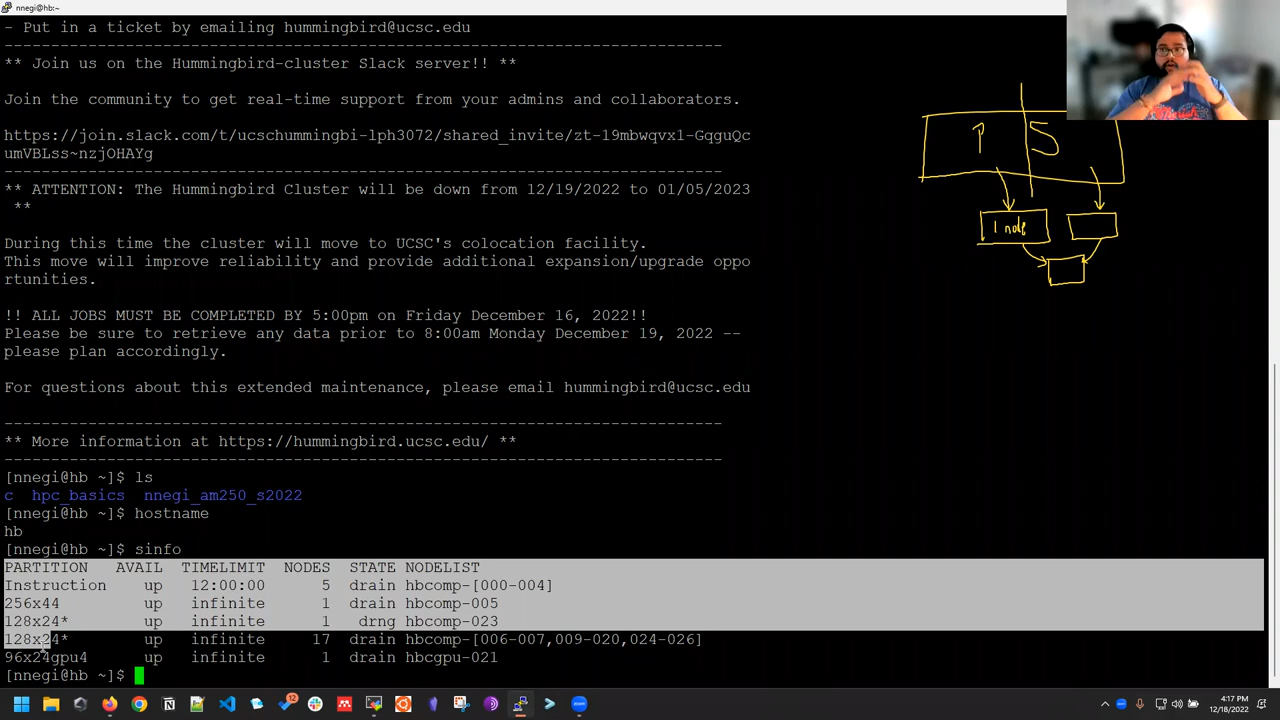 nnegi@hb:~
- Put in a ticket by emailing hummingbird@ucsc.edu
------------------------------------------------------------------------------
** Join us on the Hummingbird-cluster Slack server!! **
Join the community to get real-time support from your admins and collaborators.
https://join.slack.com/t/ucschummingbi-lph3072/shared_invite/zt-19mbwqvx1-GqguQc
umVBLss~nzjOHAYg
------------------------------------------------------------------------------
** ATTENTION: The Hummingbird Cluster will be down from 12/19/2022 to 01/05/2023
**
During this time the cluster will move to UCSC's colocation facility.
This move will improve reliability and provide additional expansion/upgrade oppo
rtunities.
!! ALL JOBS MUST BE COMPLETED BY 5:00pm on Friday December 16, 2022!!
Please be sure to retrieve any data prior to 8:00am Monday December 19, 2022 --
please plan accordingly.
For questions about this extended maintenance, please email hummingbird@ucsc.edu
------------------------------------------------------------------------------
** More information at https://hummingbird.ucsc.edu/ **
------------------------------------------------------------------------------
[nnegi@hb ~]$ ls
c hpc_basics nnegi_am250_s2022
[nnegi@hb ~]$ hostname
hb
[nnegi@hb ~]$ sinfo
PARTITION AVAIL TIMELIMIT NODES STATE NODELIST
Instruction up 12:00:00 5 drain hbcomp-[000-004]
256x44 up infinite 1 drain hbcomp-005
128x24* up infinite 1 drng hbcomp-023
128x24* up infinite 17 drain hbcomp-[006-007,009-020,024-026]
96x24gpu4 up infinite 1 drain hbcgpu-021
[nnegi@hb ~]$
P S
1 node
12
4:17 PM
12/18/2022